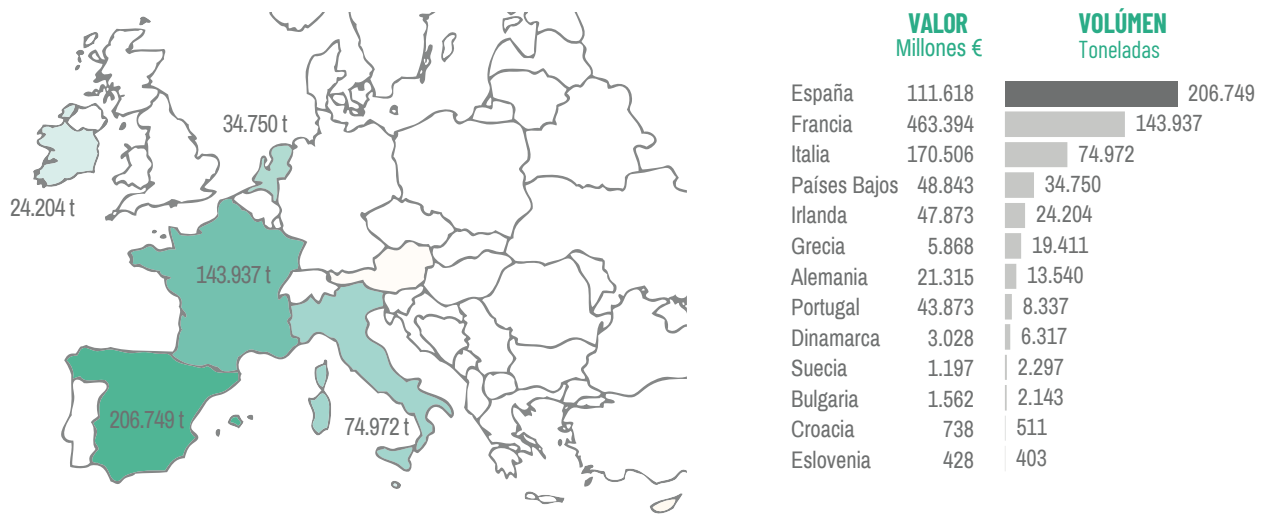 34.750 t
24.204 t
143.937 t
206.749 t
74.972 t
VALOR VOLÚMEN
Millones € Toneladas
España 111.618 206.749
Francia 463.394 143.937
Italia 170.506 74.972
Países Bajos 48.843 34.750
Irlanda 47.873 24.204
Grecia 5.868 19.411
Alemania 21.315 13.540
Portugal 43.873 8.337
Dinamarca 3.028 6.317
Suecia 1.197 2.297
Bulgaria 1.562 2.143
Croacia 738 511
Eslovenia 428 403